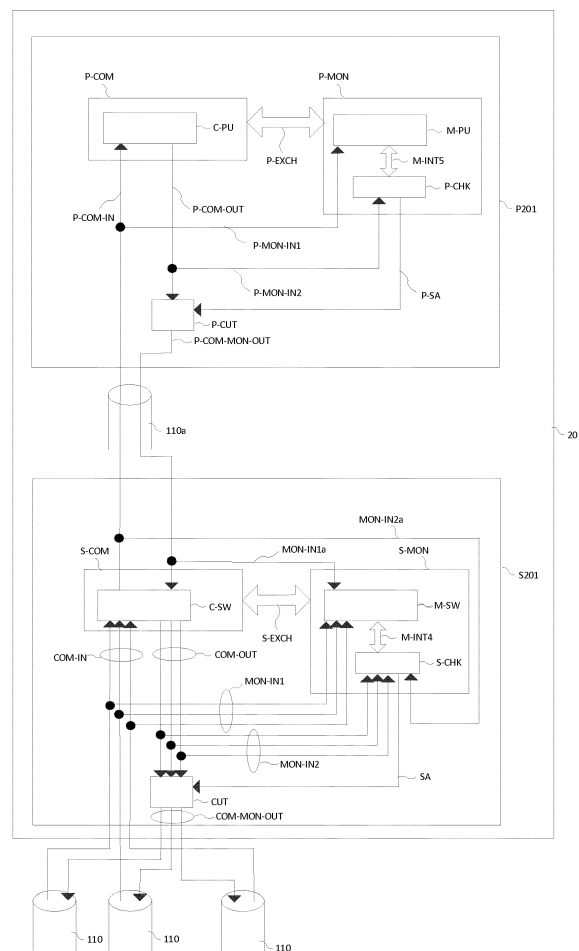 P-COM
P-MON
C-PU
M-PU
P-EXCH
M-INT5
P-CHK
P-COM-IN
P-COM-OUT
P201
P-MON-IN1
P-MON-IN2
P-SA
P-CUT
P-COM-MON-OUT
110a
20
MON-IN2a
MON-IN1a
S-COM
S-MON
S201
C-SW
M-SW
S-EXCH
M-INT4
COM-IN
COM-OUT
S-CHK
MON-IN1
MON-IN2
SA
CUT
COM-MON-OUT
110
110
110